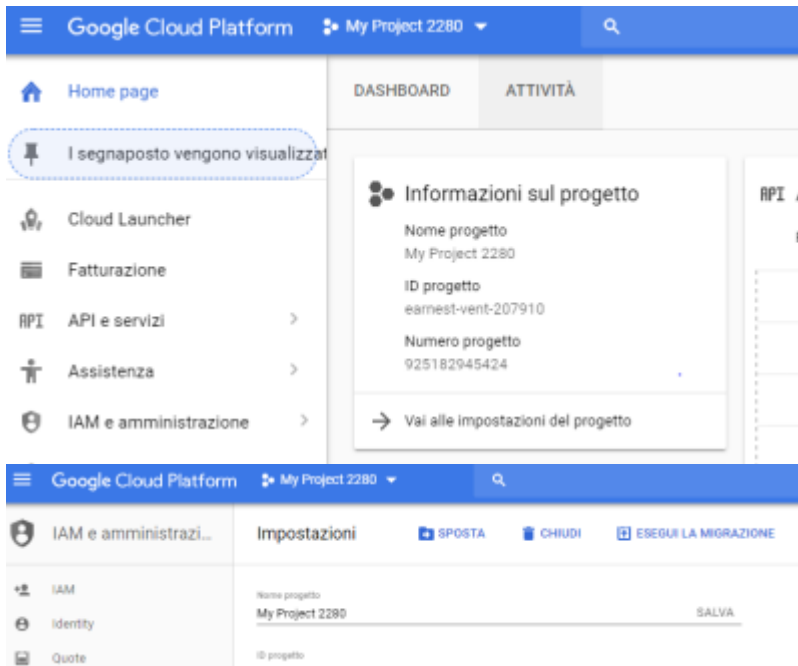 Google Cloud Platform My Project 2280
Home page
I segnaposto vengono visualizzat
Cloud Launcher
Fatturazione
API API e servizi
Assistenza
IAM e amministrazione
DASHBOARD ATTIVITÀ
Informazioni sul progetto
Nome progetto
My Project 2280
ID progetto
earnest-vent-207910
Numero progetto
925182945424
Vai alle impostazioni del progetto
API
Google Cloud Platform My Project 2280
IAM e amministrazi...
IAM
Identity
Quote
Impostazioni SPOSTA CHIUDI ESEGUI LA MIGRAZIONE
Nome progetto
My Project 2280 SALVA
ID progetto